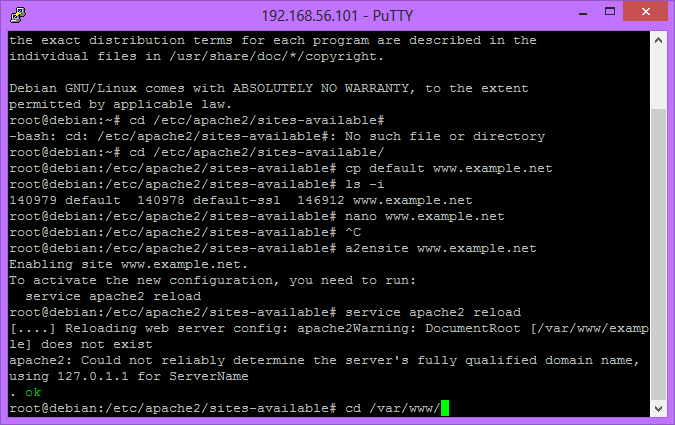 192.168.56.101 - PuTTY
the exact distribution terms for each program are described in the
individual files in /usr/share/doc/*/copyright.
Debian GNU/Linux comes with ABSOLUTELY NO WARRANTY, to the extent
permitted by applicable law.
root@debian:~# cd /etc/apache2/sites-available#
-bash: cd: /etc/apache2/sites-available#: No such file or directory
root@debian:~# cd /etc/apache2/sites-available/
root@debian:/etc/apache2/sites-available# cp default www.example.net
root@debian:/etc/apache2/sites-available# ls -i
140979 default  140978 default-ssl  146912 www.example.net
root@debian:/etc/apache2/sites-available# nano www.example.net
root@debian:/etc/apache2/sites-available# ^C
root@debian:/etc/apache2/sites-available# a2ensite www.example.net
Enabling site www.example.net.
To activate the new configuration, you need to run:
  service apache2 reload
root@debian:/etc/apache2/sites-available# service apache2 reload
[....] Reloading web server config: apache2Warning: DocumentRoot [/var/www/examp
le] does not exist
apache2: Could not reliably determine the server's fully qualified domain name,
using 127.0.1.1 for ServerName
. ok
root@debian:/etc/apache2/sites-available# cd /var/www/